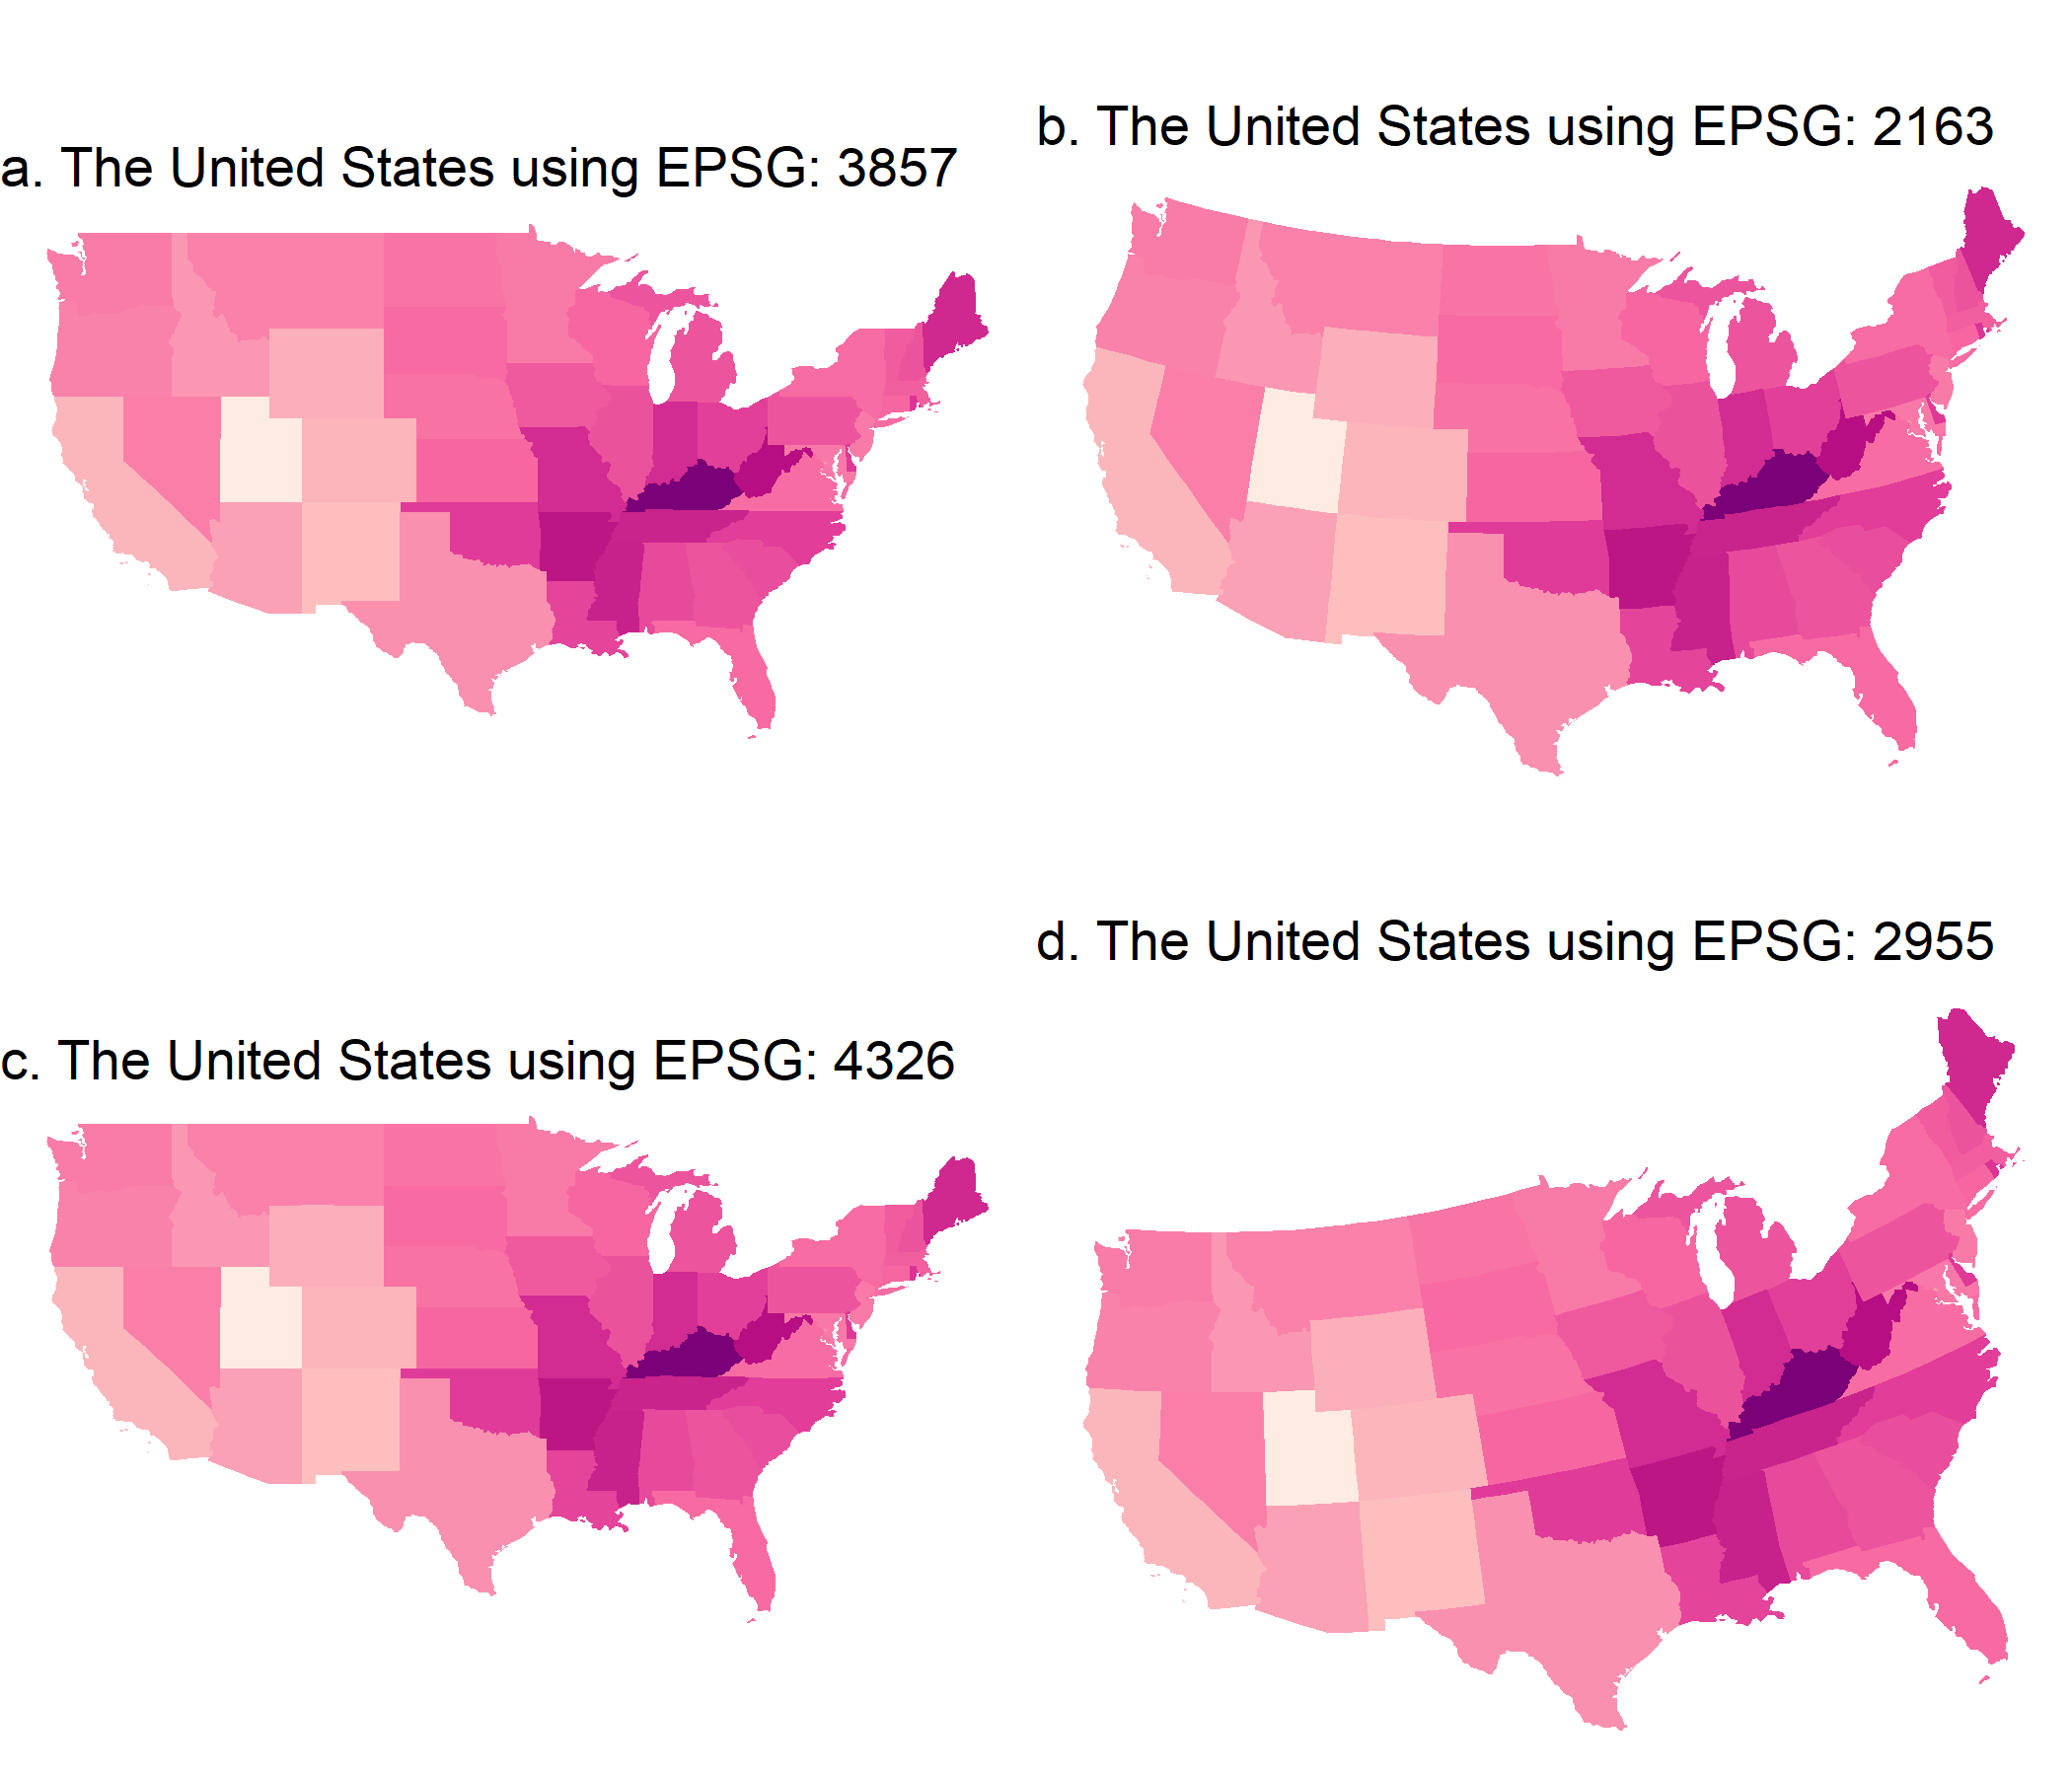 a. The United States using EPSG: 3857
b. The United States using EPSG: 2163
c. The United States using EPSG: 4326
d. The United States using EPSG: 2955